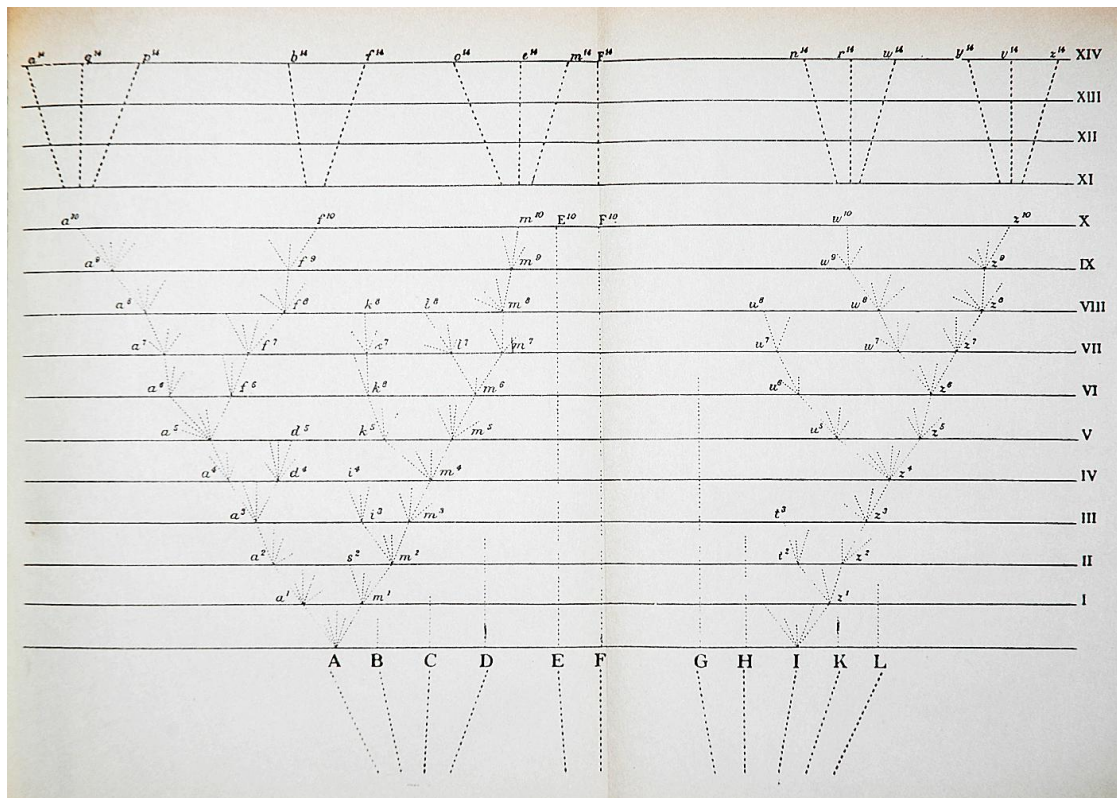 a¹⁴ q¹⁴ p¹⁴ b¹⁴ f¹⁴ o¹⁴ e¹⁴ m¹⁴ F¹⁴ n¹⁴ r¹⁴ w¹⁴ y¹⁴ v¹⁴ z¹⁴ XIV
XIII
XII
XI
a¹⁰ f¹⁰ m¹⁰ E¹⁰ F¹⁰ w¹⁰ z¹⁰ X
a⁹ f⁹ m⁹ w⁹ z⁹ IX
a⁸ f⁸ k⁸ l⁸ m⁸ u⁸ w⁸ z⁸ VIII
a⁷ f⁷ l⁷ m⁷ u⁷ w⁷ z⁷ VII
a⁶ f⁶ k⁶ m⁶ u⁶ z⁶ VI
a⁵ d⁵ k⁵ m⁵ u⁵ z⁵ V
a⁴ d⁴ i⁴ m⁴ z⁴ IV
a³ i³ m³ t³ z³ III
a² s² m² t² z² II
a¹ m¹ z¹ I
A B C D E F G H I K L